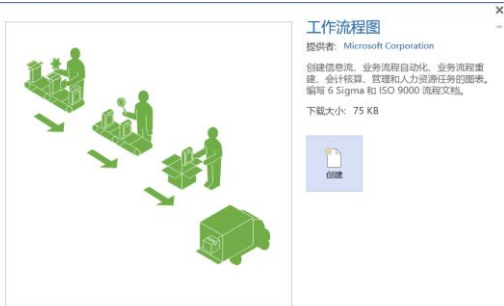 工作流程图
提供者: Microsoft Corporation
创建信息流、业务流程自动化、业务流程重
建、会计核算、管理和人力资源任务的图表。
编写 6 Sigma 和 ISO 9000 流程文档。
下载大小: 75 KB
创建